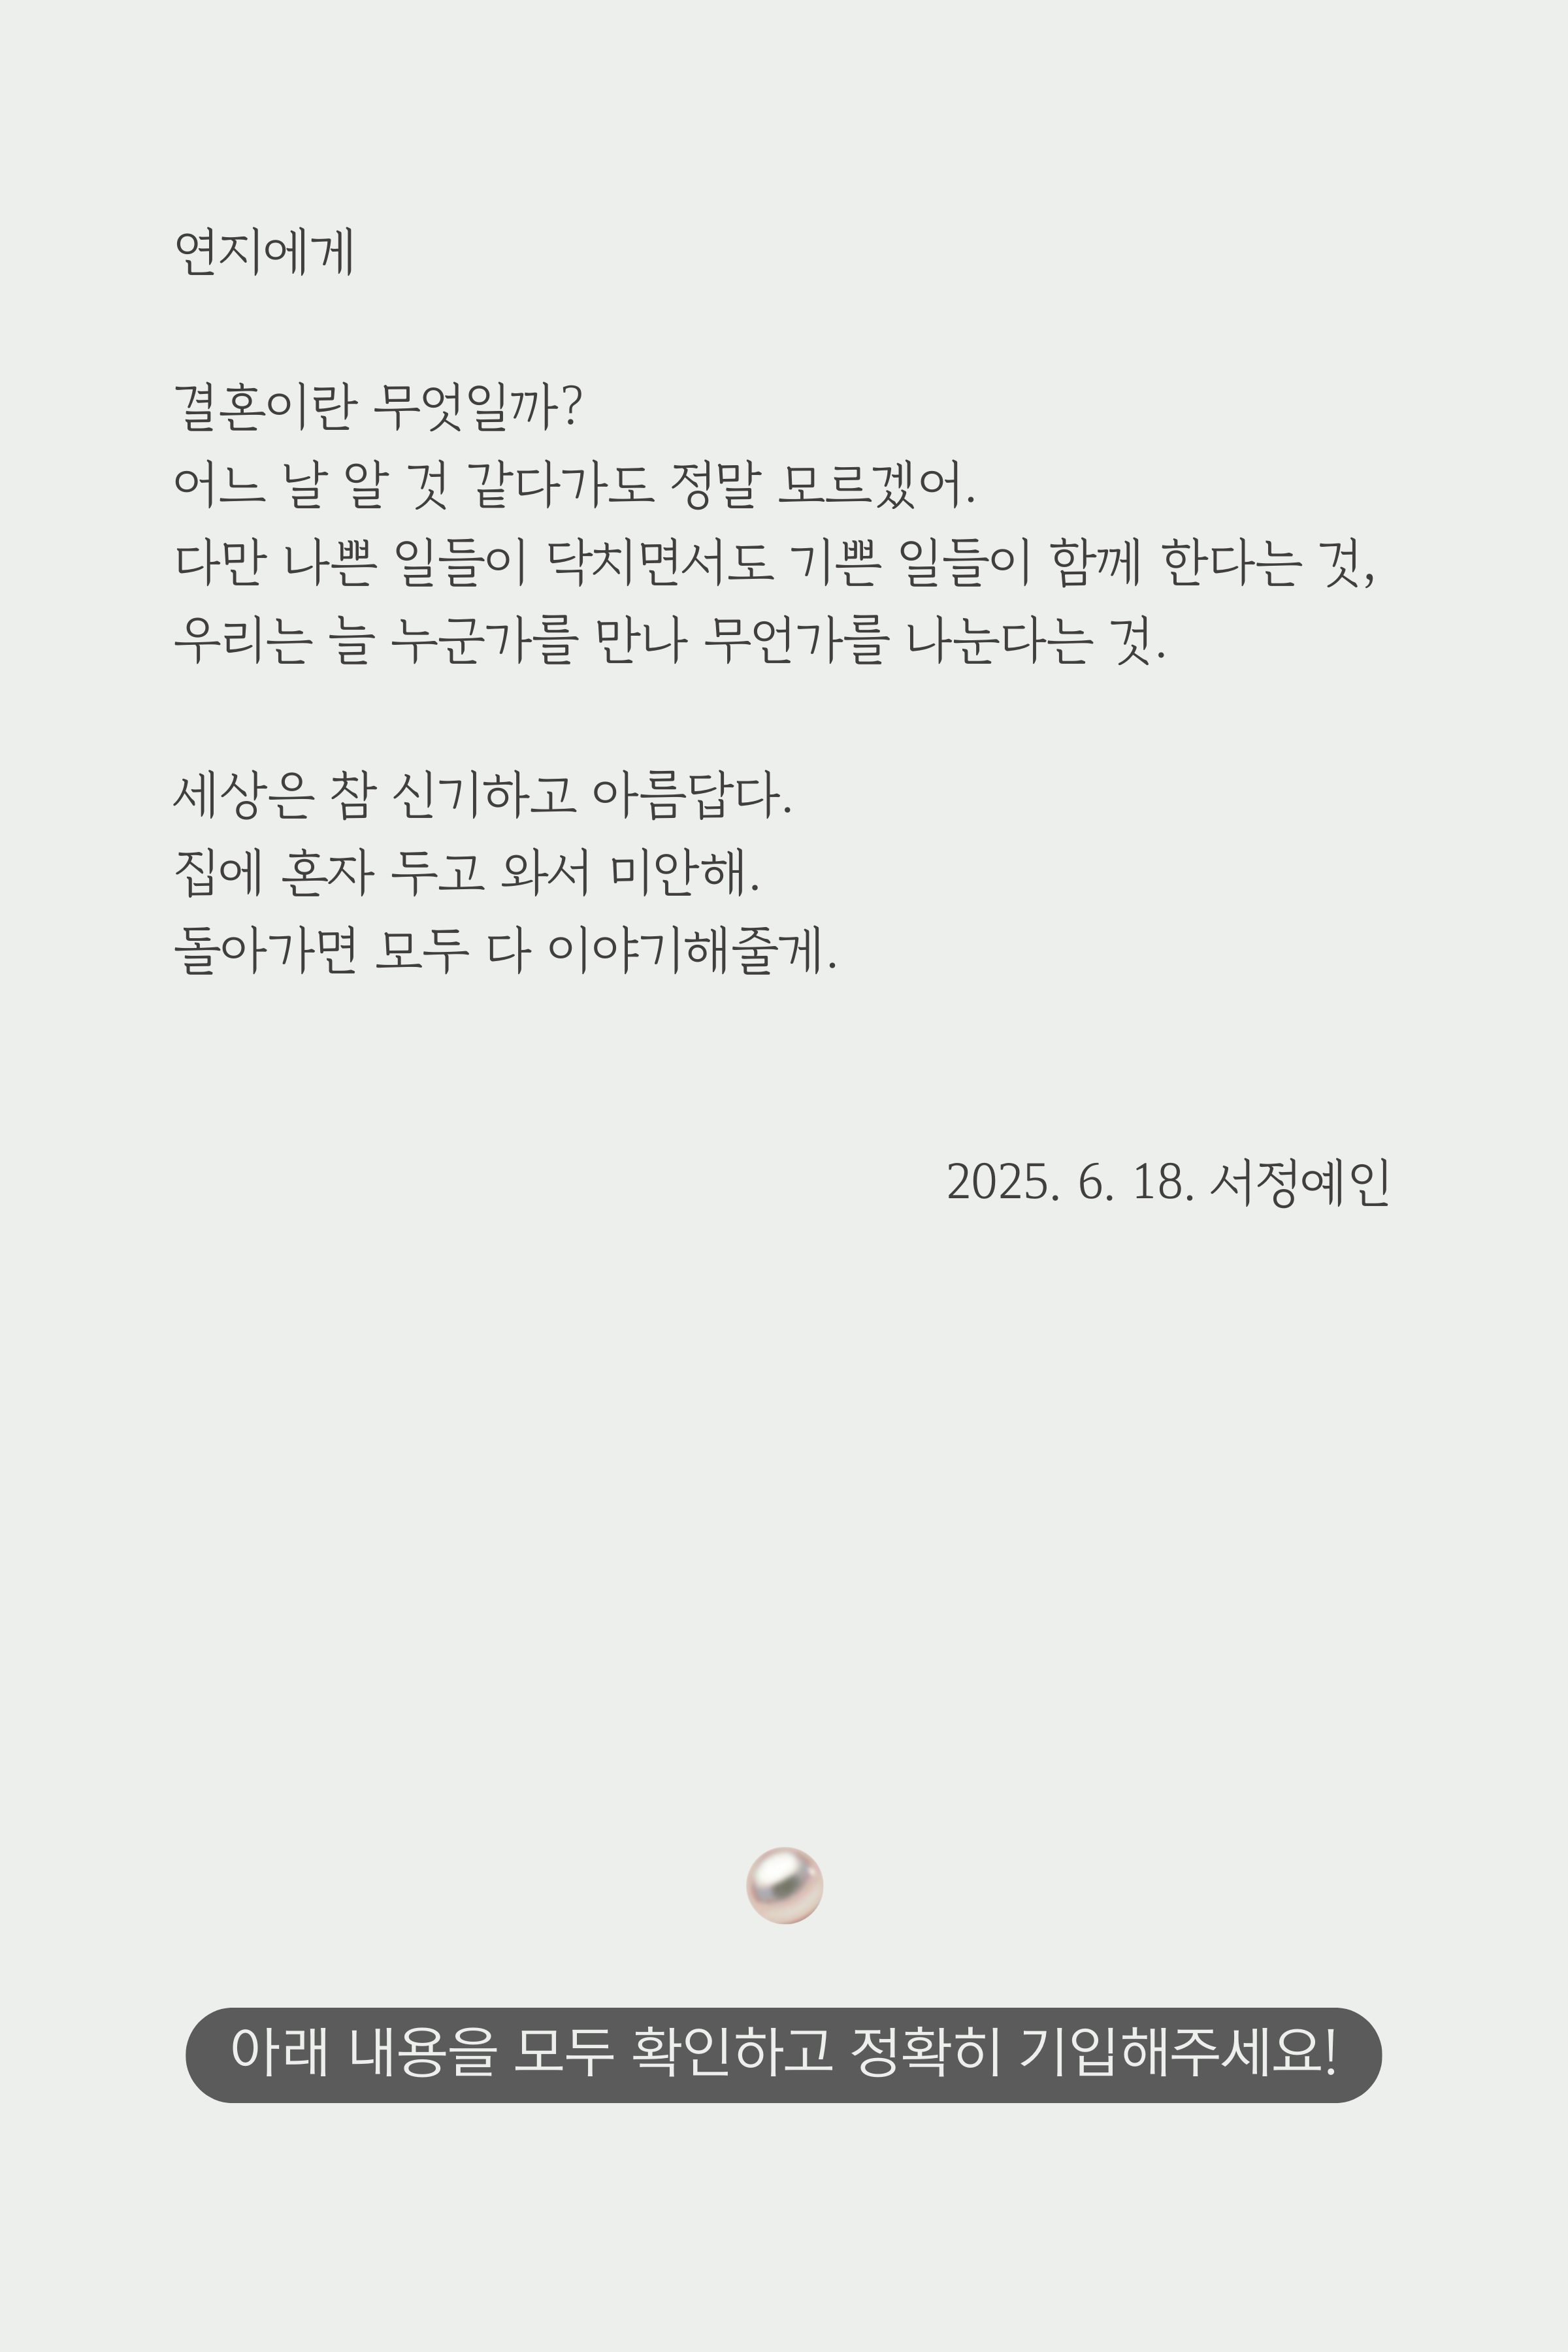 연지에게
결혼이란 무엇일까?
어느 날 알 것 같다가도 정말 모르겠어.
다만 나쁜 일들이 닥치면서도 기쁜 일들이 함께 한다는 것,
우리는 늘 누군가를 만나 무언가를 나눈다는 것.
세상은 참 신기하고 아름답다.
집에 혼자 두고 와서 미안해.
돌아가면 모두 다 이야기해줄게.
2025. 6. 18. 서정예인
아래 내용을 모두 확인하고 정확히 기입해주세요!